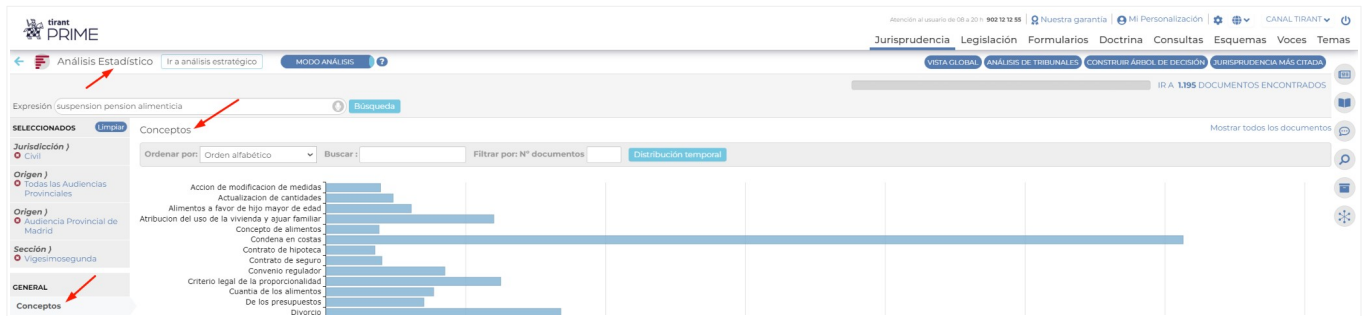 tirant
PRIME
Atención al usuario de 08 a 20 h 902 12 12 55 Nuestra garantía Mi Personalización CANAL TIRANT
Jurisprudencia Legislación Formularios Doctrina Consultas Esquemas Voces Temas
Análisis Estadístico Ir a análisis estratégico MODO ANÁLISIS ?
VISTA GLOBAL ANÁLISIS DE TRIBUNALES CONSTRUIR ÁRBOL DE DECISIÓN JURISPRUDENCIA MÁS CITADA
IR A 1.195 DOCUMENTOS ENCONTRADOS
Expresión suspension pension alimenticia Búsqueda
SELECCIONADOS Limpiar
Jurisdicción )
Civil
Origen )
Todas las Audiencias
Provinciales
Origen )
Audiencia Provincial de
Madrid
Sección )
Vigesimosegunda
GENERAL
Conceptos
Conceptos
Mostrar todos los documentos
Ordenar por: Orden alfabético Buscar : Filtrar por: Nº documentos Distribución temporal
Accion de modificacion de medidas
Actualizacion de cantidades
Alimentos a favor de hijo mayor de edad
Atribucion del uso de la vivienda y ajuar familiar
Concepto de alimentos
Condena en costas
Contrato de hipoteca
Contrato de seguro
Convenio regulador
Criterio legal de la proporcionalidad
Cuantia de los alimentos
De los presupuestos
Divorcio